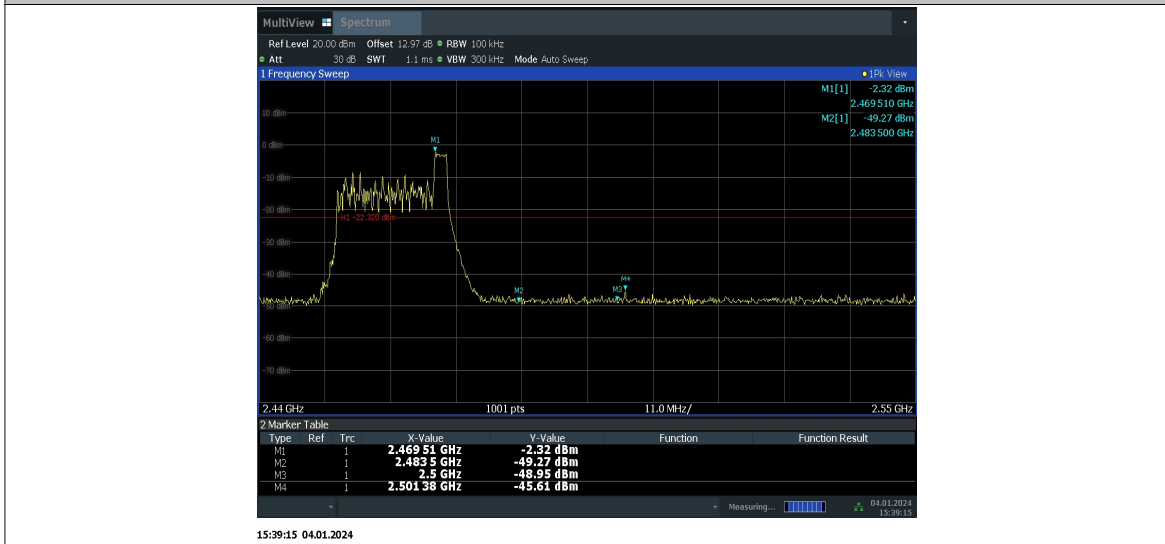 MultiView Spectrum
Ref Level 20.00 dBm Offset 12.97 dB RBW 100 kHz
Att 30 dB SWT 1.1 ms VBW 300 kHz Mode Auto Sweep
1 Frequency Sweep 1Pk View
M1[1] -2.32 dBm
2.469 510 GHz
M2[1] -49.27 dBm
2.483 500 GHz
10 dBm
M1
0 dBm
-10 dBm
-20 dBm
H1 -22.320 dBm
-30 dBm
-40 dBm
M4
M2 M3
-50 dBm
-60 dBm
-70 dBm
2.44 GHz 1001 pts 11.0 MHz/ 2.55 GHz
2 Marker Table
Type Ref Trc X-Value Y-Value Function Function Result
M1 1 2.469 51 GHz -2.32 dBm
M2 1 2.483 5 GHz -49.27 dBm
M3 1 2.5 GHz -48.95 dBm
M4 1 2.501 38 GHz -45.61 dBm
Measuring... 04.01.2024
15:39:15
15:39:15 04.01.2024